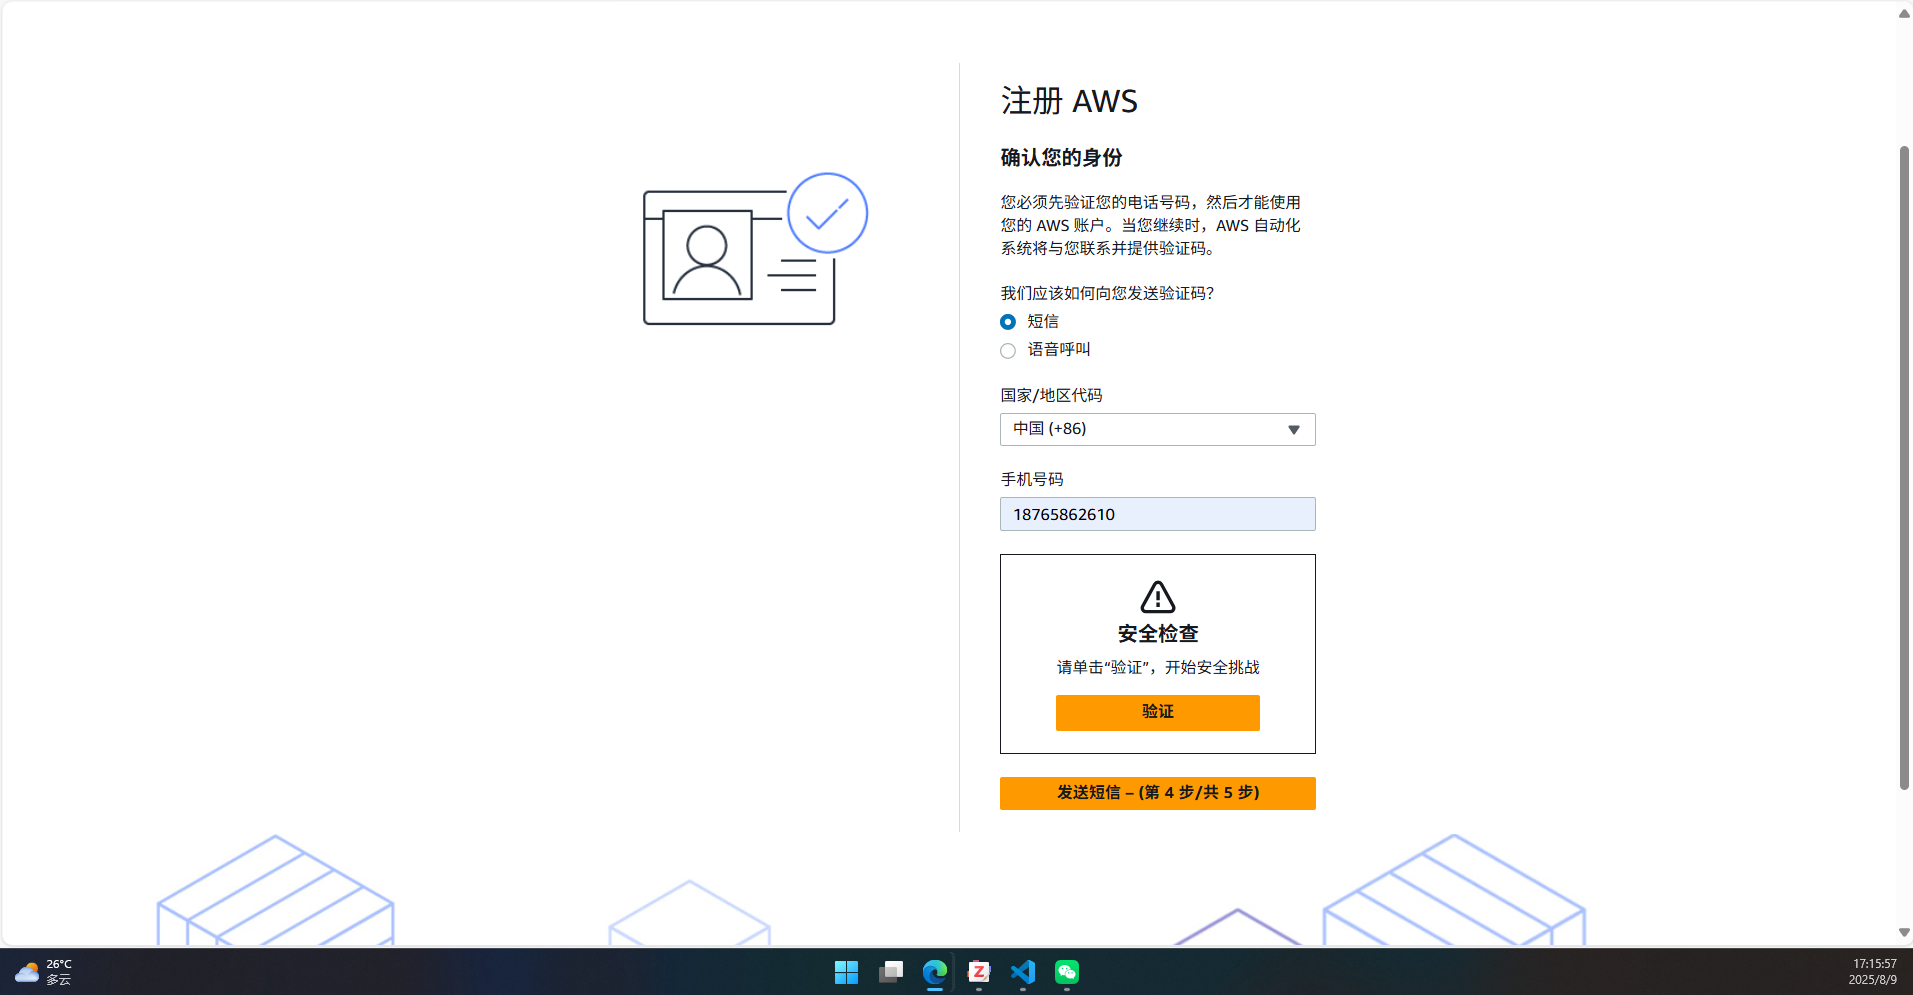 注册 AWS
确认您的身份
您必须先验证您的电话号码，然后才能使用
您的 AWS 账户。当您继续时，AWS 自动化
系统将与您联系并提供验证码。
我们应该如何向您发送验证码？
短信
语音呼叫
国家/地区代码
中国 (+86)
手机号码
18765862610
安全检查
请单击“验证”，开始安全挑战
验证
发送短信 – (第 4 步/共 5 步)
26°C
多云
Z
17:15:57
2025/8/9